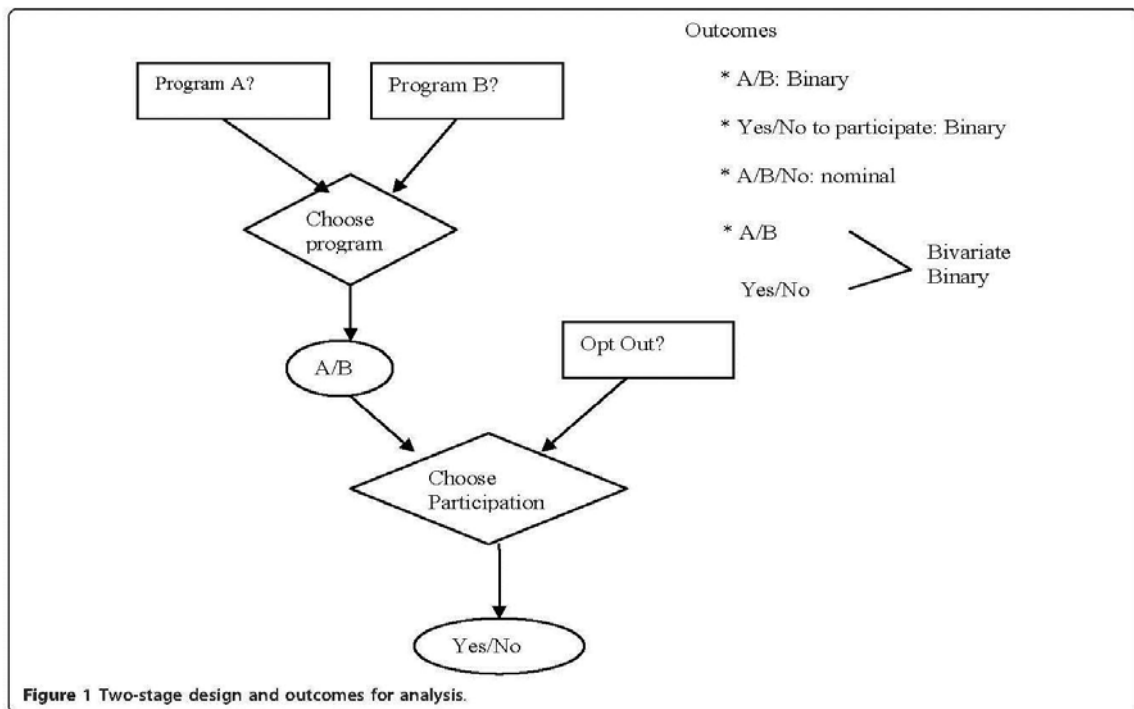 Program A?
Program B?
Choose
program
A/B
Opt Out?
Choose
Participation
Yes/No
Outcomes
* A/B: Binary
* Yes/No to participate: Binary
* A/B/No: nominal
* A/B
Yes/No
Bivariate
Binary
Figure 1 Two-stage design and outcomes for analysis.